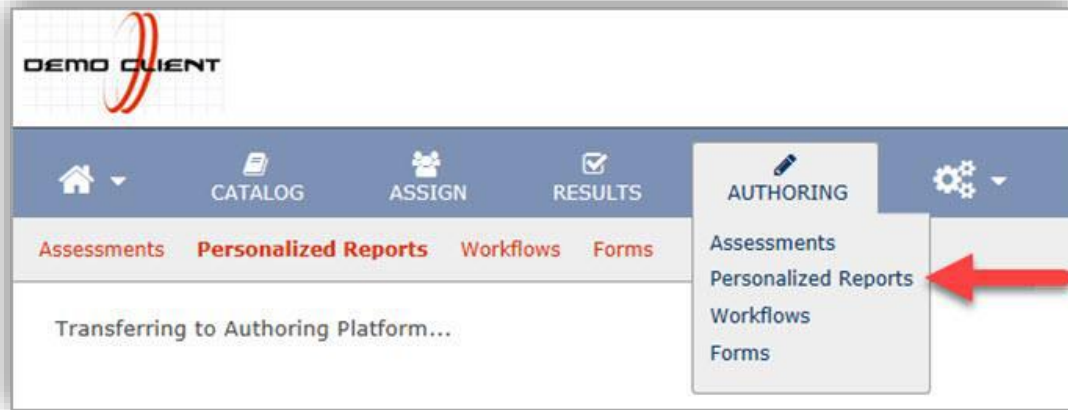 DEMO CLIENT
CATALOG
ASSIGN
RESULTS
AUTHORING
Assessments Personalized Reports Workflows Forms
Assessments
Personalized Reports
Workflows
Forms
Transferring to Authoring Platform...